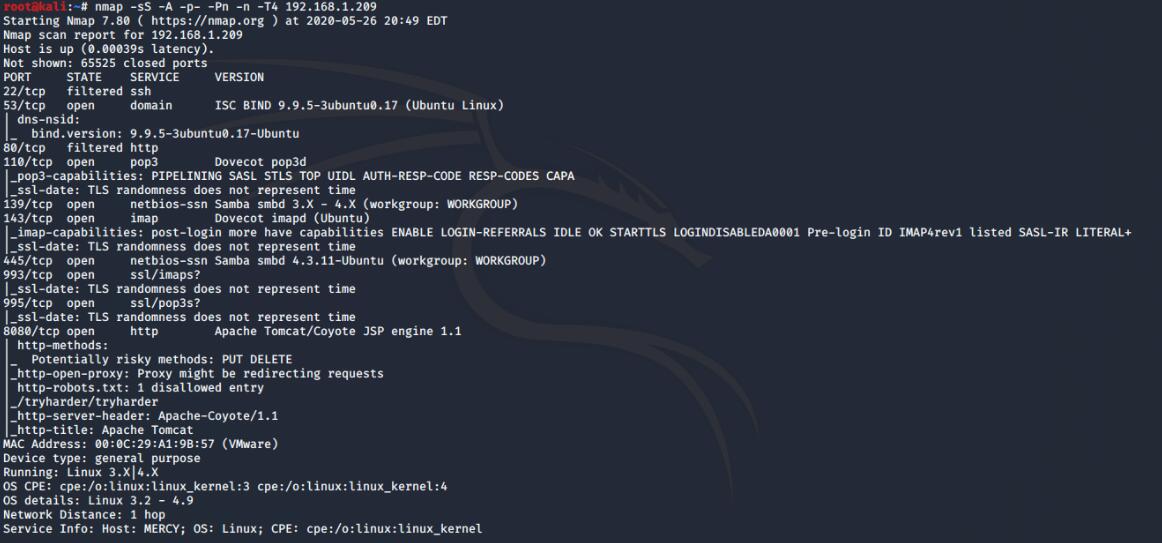 root@kali:~# nmap -sS -A -p- -Pn -n -T4 192.168.1.209
Starting Nmap 7.80 ( https://nmap.org ) at 2020-05-26 20:49 EDT
Nmap scan report for 192.168.1.209
Host is up (0.00039s latency).
Not shown: 65525 closed ports
PORT     STATE    SERVICE     VERSION
22/tcp   filtered ssh
53/tcp   open     domain      ISC BIND 9.9.5-3ubuntu0.17 (Ubuntu Linux)
| dns-nsid:
|_  bind.version: 9.9.5-3ubuntu0.17-Ubuntu
80/tcp   filtered http
110/tcp  open     pop3        Dovecot pop3d
|_pop3-capabilities: PIPELINING SASL STLS TOP UIDL AUTH-RESP-CODE RESP-CODES CAPA
|_ssl-date: TLS randomness does not represent time
139/tcp  open     netbios-ssn Samba smbd 3.X - 4.X (workgroup: WORKGROUP)
143/tcp  open     imap        Dovecot imapd (Ubuntu)
|_imap-capabilities: post-login more have capabilities ENABLE LOGIN-REFERRALS IDLE OK STARTTLS LOGINDISABLEDA0001 Pre-login ID IMAP4rev1 listed SASL-IR LITERAL+
|_ssl-date: TLS randomness does not represent time
445/tcp  open     netbios-ssn Samba smbd 4.3.11-Ubuntu (workgroup: WORKGROUP)
993/tcp  open     ssl/imaps?
|_ssl-date: TLS randomness does not represent time
995/tcp  open     ssl/pop3s?
|_ssl-date: TLS randomness does not represent time
8080/tcp open     http        Apache Tomcat/Coyote JSP engine 1.1
| http-methods:
|_  Potentially risky methods: PUT DELETE
|_http-open-proxy: Proxy might be redirecting requests
| http-robots.txt: 1 disallowed entry
|_/tryharder/tryharder
|_http-server-header: Apache-Coyote/1.1
|_http-title: Apache Tomcat
MAC Address: 00:0C:29:A1:9B:57 (VMware)
Device type: general purpose
Running: Linux 3.X|4.X
OS CPE: cpe:/o:linux:linux_kernel:3 cpe:/o:linux:linux_kernel:4
OS details: Linux 3.2 - 4.9
Network Distance: 1 hop
Service Info: Host: MERCY; OS: Linux; CPE: cpe:/o:linux:linux_kernel